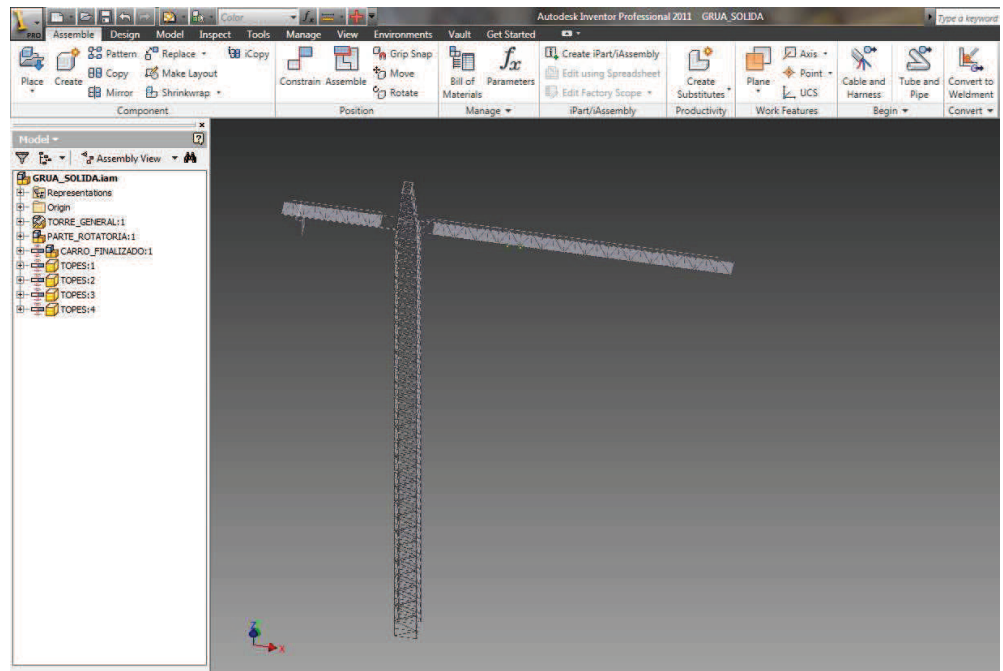 Color
Autodesk Inventor Professional 2011 GRUA_SOLIDA
Type a keyword
PRO
Assemble Design Model Inspect Tools Manage View Environments Vault Get Started
Place
Create
Pattern
Copy
Mirror
Replace
Make Layout
Shrinkwrap
iCopy
Component
Constrain
Assemble
Grip Snap
Move
Rotate
Position
Bill of
Materials
fx
Parameters
Manage
Create iPart/iAssembly
Edit using Spreadsheet
Edit Factory Scope
iPart/iAssembly
Create
Substitutes
Productivity
Plane
Axis
Point
UCS
Work Features
Cable and
Harness
Tube and
Pipe
Begin
Convert to
Weldment
Convert
Model
Assembly View
GRUA_SOLIDA.iam
Representations
Origin
TORRE_GENERAL:1
PARTE_ROTATORIA:1
CARRO_FINALIZADO:1
TOPES:1
TOPES:2
TOPES:3
TOPES:4
Z
X